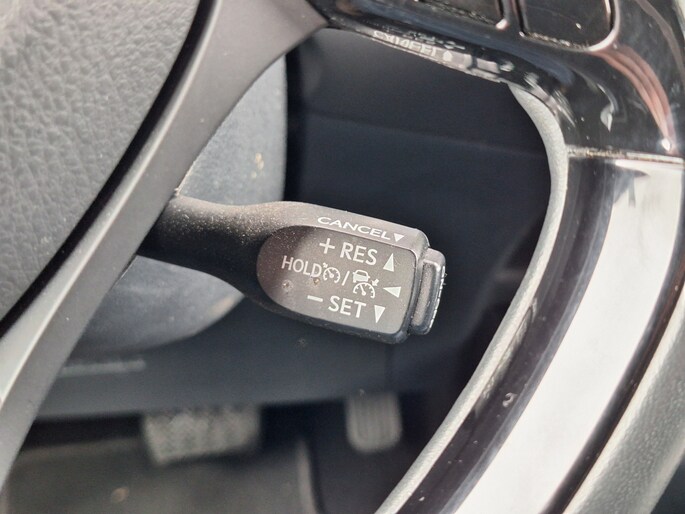 CANCEL▼
+ RES ▲
HOLD / ◀
− SET ▼